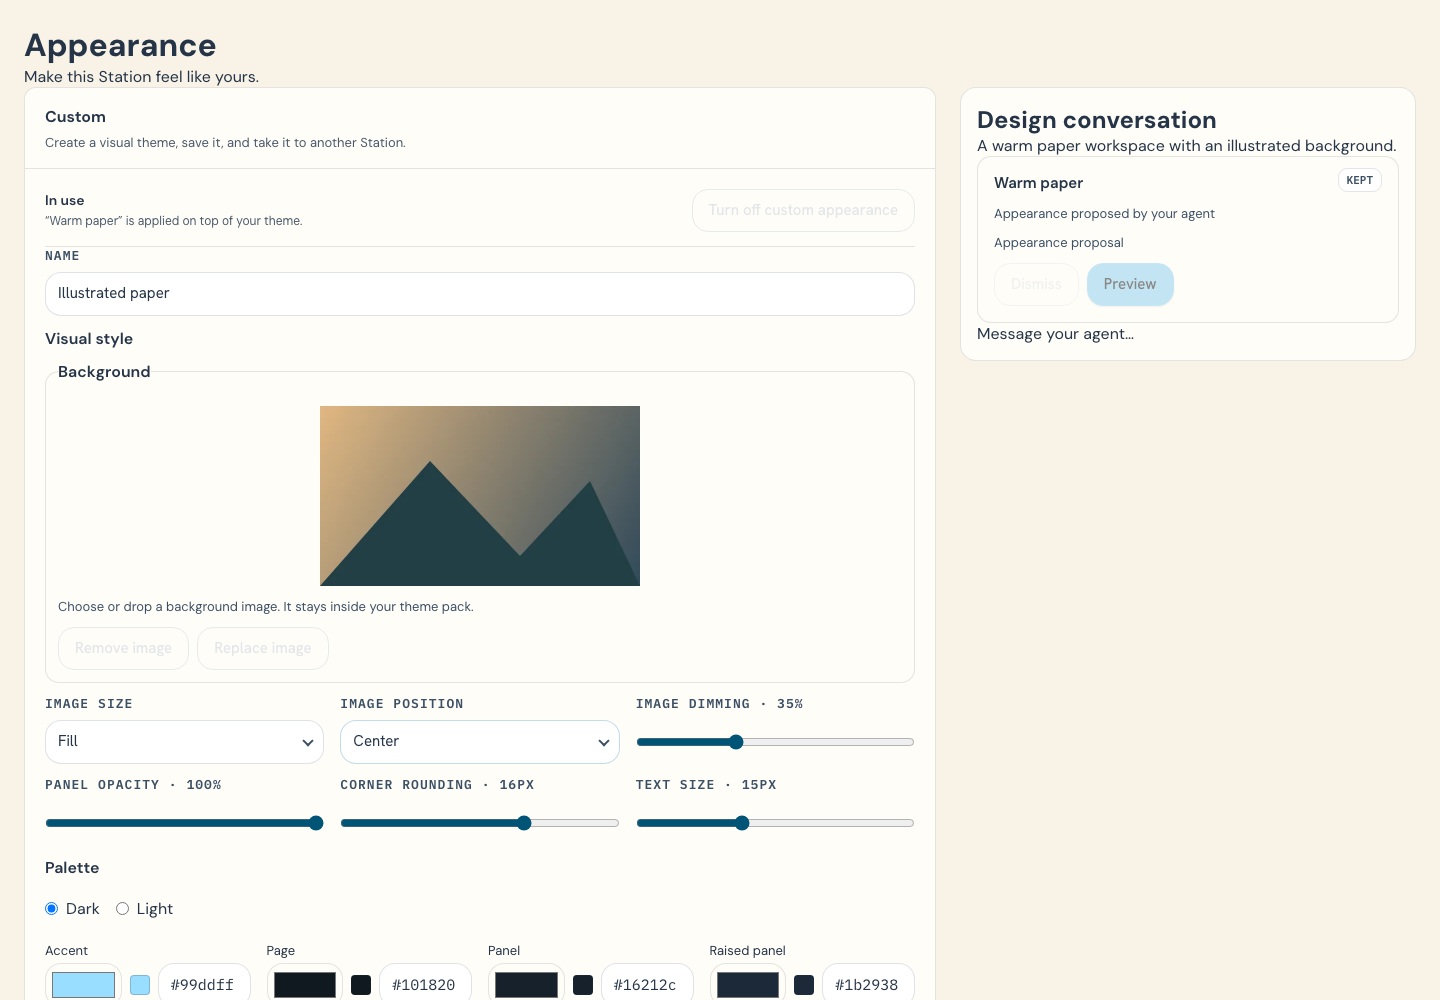 Appearance
Make this Station feel like yours.
Custom
Create a visual theme, save it, and take it to another Station.
In use
“Warm paper” is applied on top of your theme.
Turn off custom appearance
NAME
Illustrated paper
Visual style
Background
Choose or drop a background image. It stays inside your theme pack.
Remove image
Replace image
IMAGE SIZE
IMAGE POSITION
IMAGE DIMMING · 35%
Fill
Center
PANEL OPACITY · 100%
CORNER ROUNDING · 16PX
TEXT SIZE · 15PX
Palette
Dark
Light
Accent
Page
Panel
Raised panel
#99ddff
#101820
#16212c
#1b2938
Design conversation
A warm paper workspace with an illustrated background.
Warm paper
KEPT
Appearance proposed by your agent
Appearance proposal
Dismiss
Preview
Message your agent…